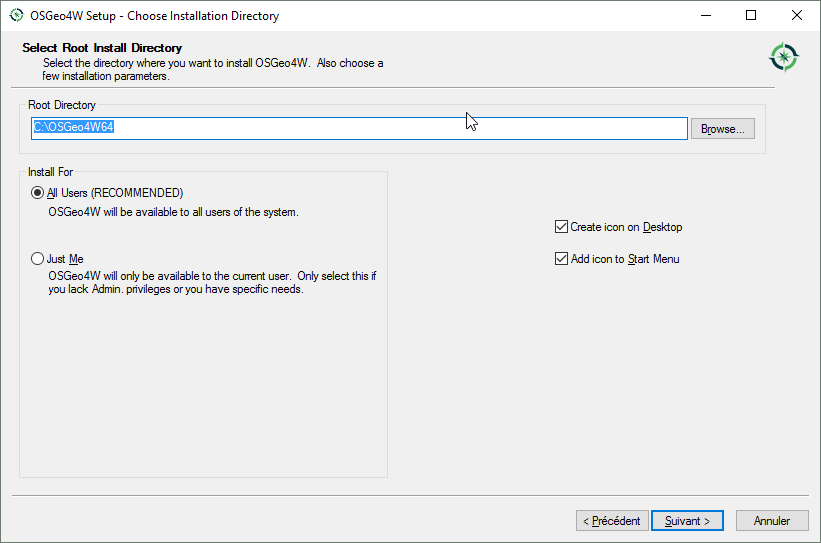 OSGeo4W Setup - Choose Installation Directory
Select Root Install Directory
Select the directory where you want to install OSGeo4W.  Also choose a
few installation parameters.
Root Directory
C:\OSGeo4W64
Browse...
Install For
All Users (RECOMMENDED)
OSGeo4W will be available to all users of the system.
Create icon on Desktop
Just Me
Add icon to Start Menu
OSGeo4W will only be available to the current user.  Only select this if
you lack Admin. privileges or you have specific needs.
< Précédent
Suivant >
Annuler